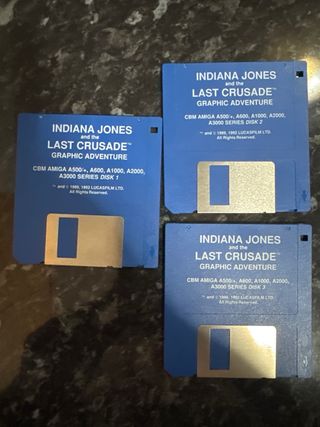 INDIANA JONES
and the
LAST CRUSADE™
GRAPHIC ADVENTURE
CBM AMIGA A500/+, A600, A1000, A2000,
A3000 SERIES DISK 1
™ and © 1989, 1992 LUCASFILM LTD.
All Rights Reserved.
INDIANA JONES
and the
LAST CRUSADE™
GRAPHIC ADVENTURE
CBM AMIGA A500/+, A600, A1000, A2000,
A3000 SERIES DISK 2
™ and © 1989, 1992 LUCASFILM LTD.
All Rights Reserved.
INDIANA JONES
and the
LAST CRUSADE™
GRAPHIC ADVENTURE
CBM AMIGA A500/+, A600, A1000, A2000,
A3000 SERIES DISK 3
™ and © 1989, 1992 LUCASFILM LTD.
All Rights Reserved.